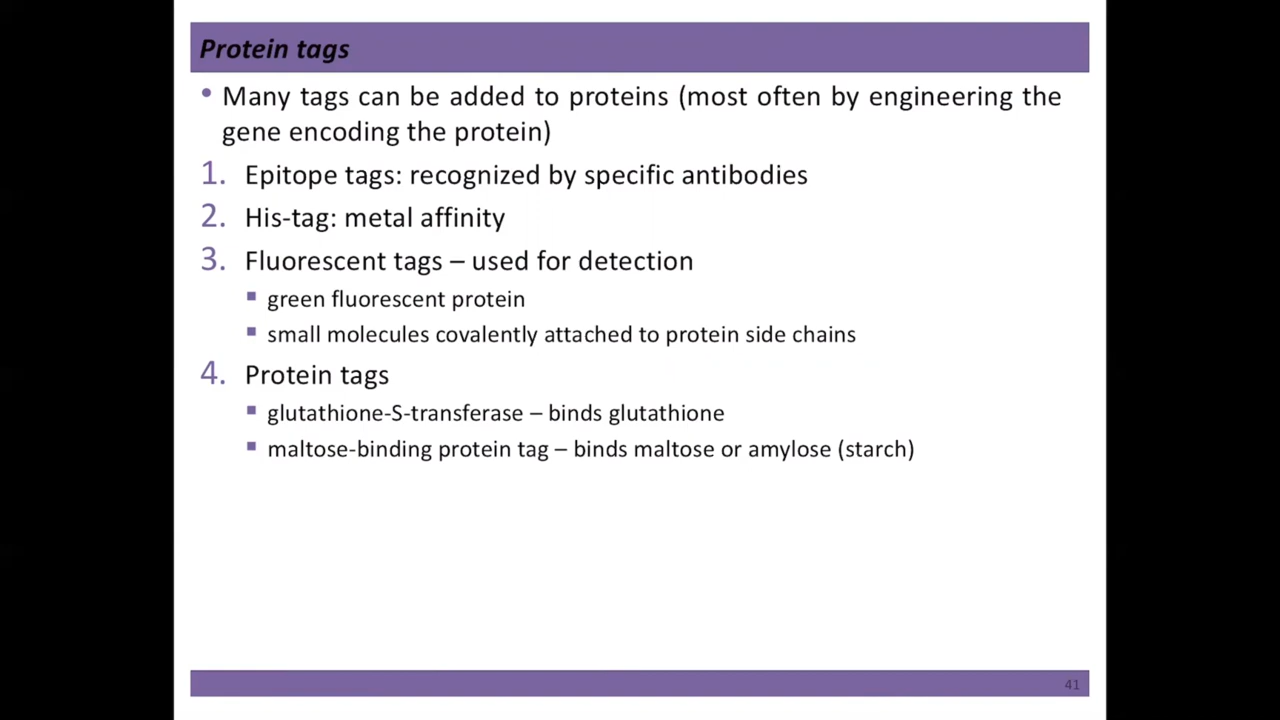 Protein tags
• Many tags can be added to proteins (most often by engineering the
gene encoding the protein)
1. Epitope tags: recognized by specific antibodies
2. His-tag: metal affinity
3. Fluorescent tags – used for detection
▪ green fluorescent protein
▪ small molecules covalently attached to protein side chains
4. Protein tags
▪ glutathione-S-transferase – binds glutathione
▪ maltose-binding protein tag – binds maltose or amylose (starch)
41